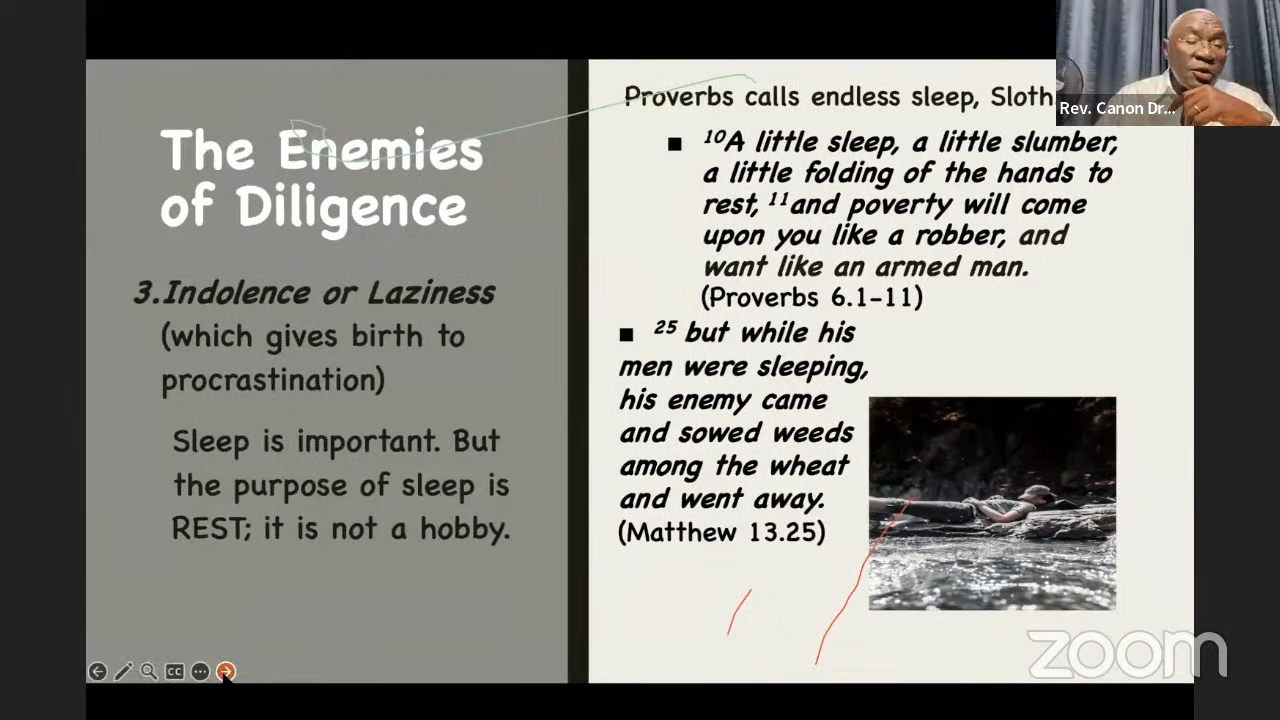 The Enemies
of Diligence
3.Indolence or Laziness
(which gives birth to
procrastination)
Sleep is important. But
the purpose of sleep is
REST; it is not a hobby.
Proverbs calls endless sleep, Sloth
■ ¹⁰A little sleep, a little slumber,
a little folding of the hands to
rest, ¹¹and poverty will come
upon you like a robber, and
want like an armed man.
(Proverbs 6.1-11)
■ ²⁵ but while his
men were sleeping,
his enemy came
and sowed weeds
among the wheat
and went away.
(Matthew 13.25)
Rev. Canon Dr...
CC
zoom